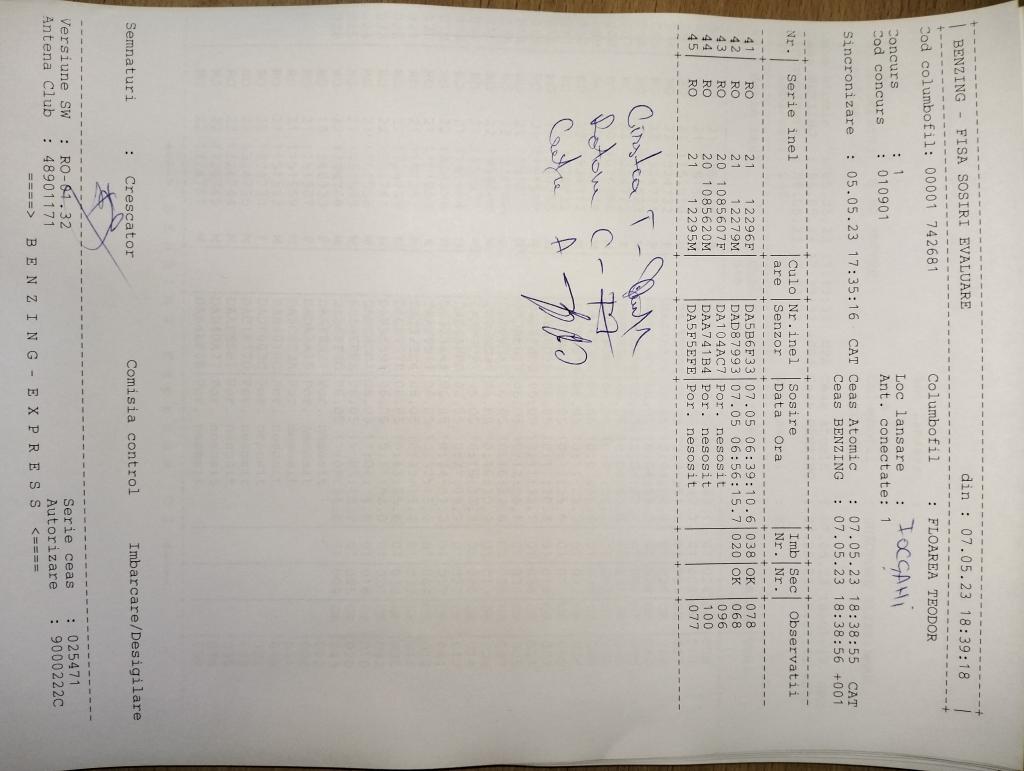 | BENZING - FISA SOSIRI EVALUARE din : 07.05.23 18:39:18 |
Cod columbofil: 00001 742681 Columbofil : FLOAREA TEODOR
Concurs : 1 Loc lansare : FOCȘANI
Cod concurs : 010901 Ant. conectate: 1
Sincronizare : 05.05.23 17:35:16 CAT Ceas Atomic : 07.05.23 18:38:55 CAT
Ceas BENZING : 07.05.23 18:38:56 +001
Nr.| Serie inel |Culo|Nr.inel |Sosire |Imb|Sec| Observatii
|are |Senzor |Data Ora |Nr.|Nr.|
41| RO 21 12296F| |DA5B6F33|07.05 06:39:10.6|038|OK | 078
42| RO 21 12279M| |DAD87993|07.05 06:56:15.7|020|OK | 068
43| RO 20 1085607F| |DA104AC7|Por. nesosit | | | 096
44| RO 20 1085620M| |DAA741B4|Por. nesosit | | | 100
45| RO 21 12295M| |DA5F5EFE|Por. nesosit | | | 077
T -
C -
A -
Semnaturi : Crescator Comisia control Imbarcare/Desigilare
Versiune SW : RO-01.32 Serie ceas : 025471
Antena Club : 48901171 Autorizare : 9000222C
====> B E N Z I N G - E X P R E S S <====